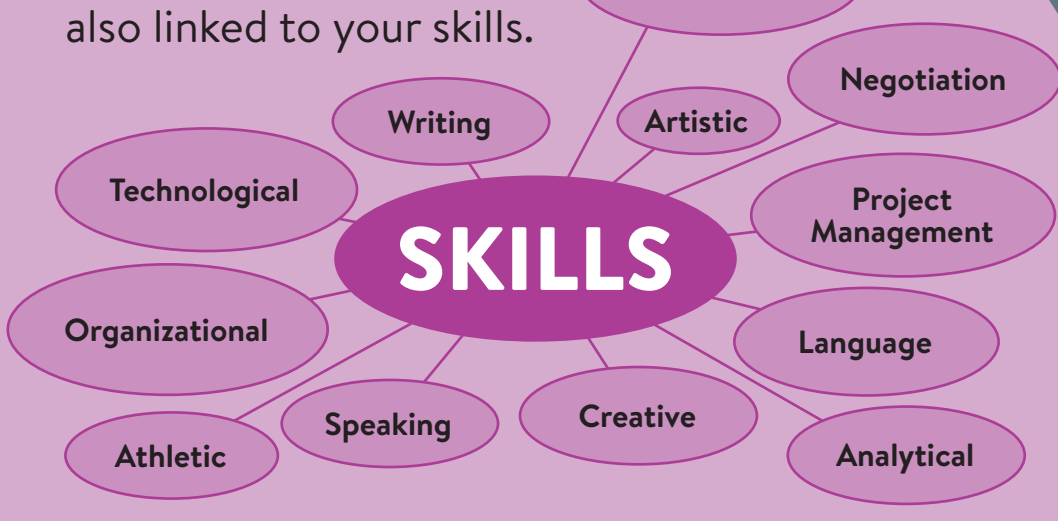 also linked to your skills.
Negotiation
Writing
Artistic
Technological
Project
Management
SKILLS
Organizational
Language
Speaking
Creative
Athletic
Analytical